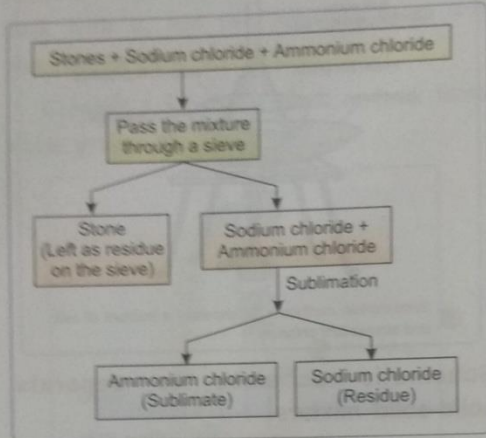 Stones + Sodium chloride + Ammonium chloride
Pass the mixture
through a sieve
Stone
(Left as residue
on the sieve)
Sodium chloride +
Ammonium chloride
Sublimation
Ammonium chloride
(Sublimate)
Sodium chloride
(Residue)